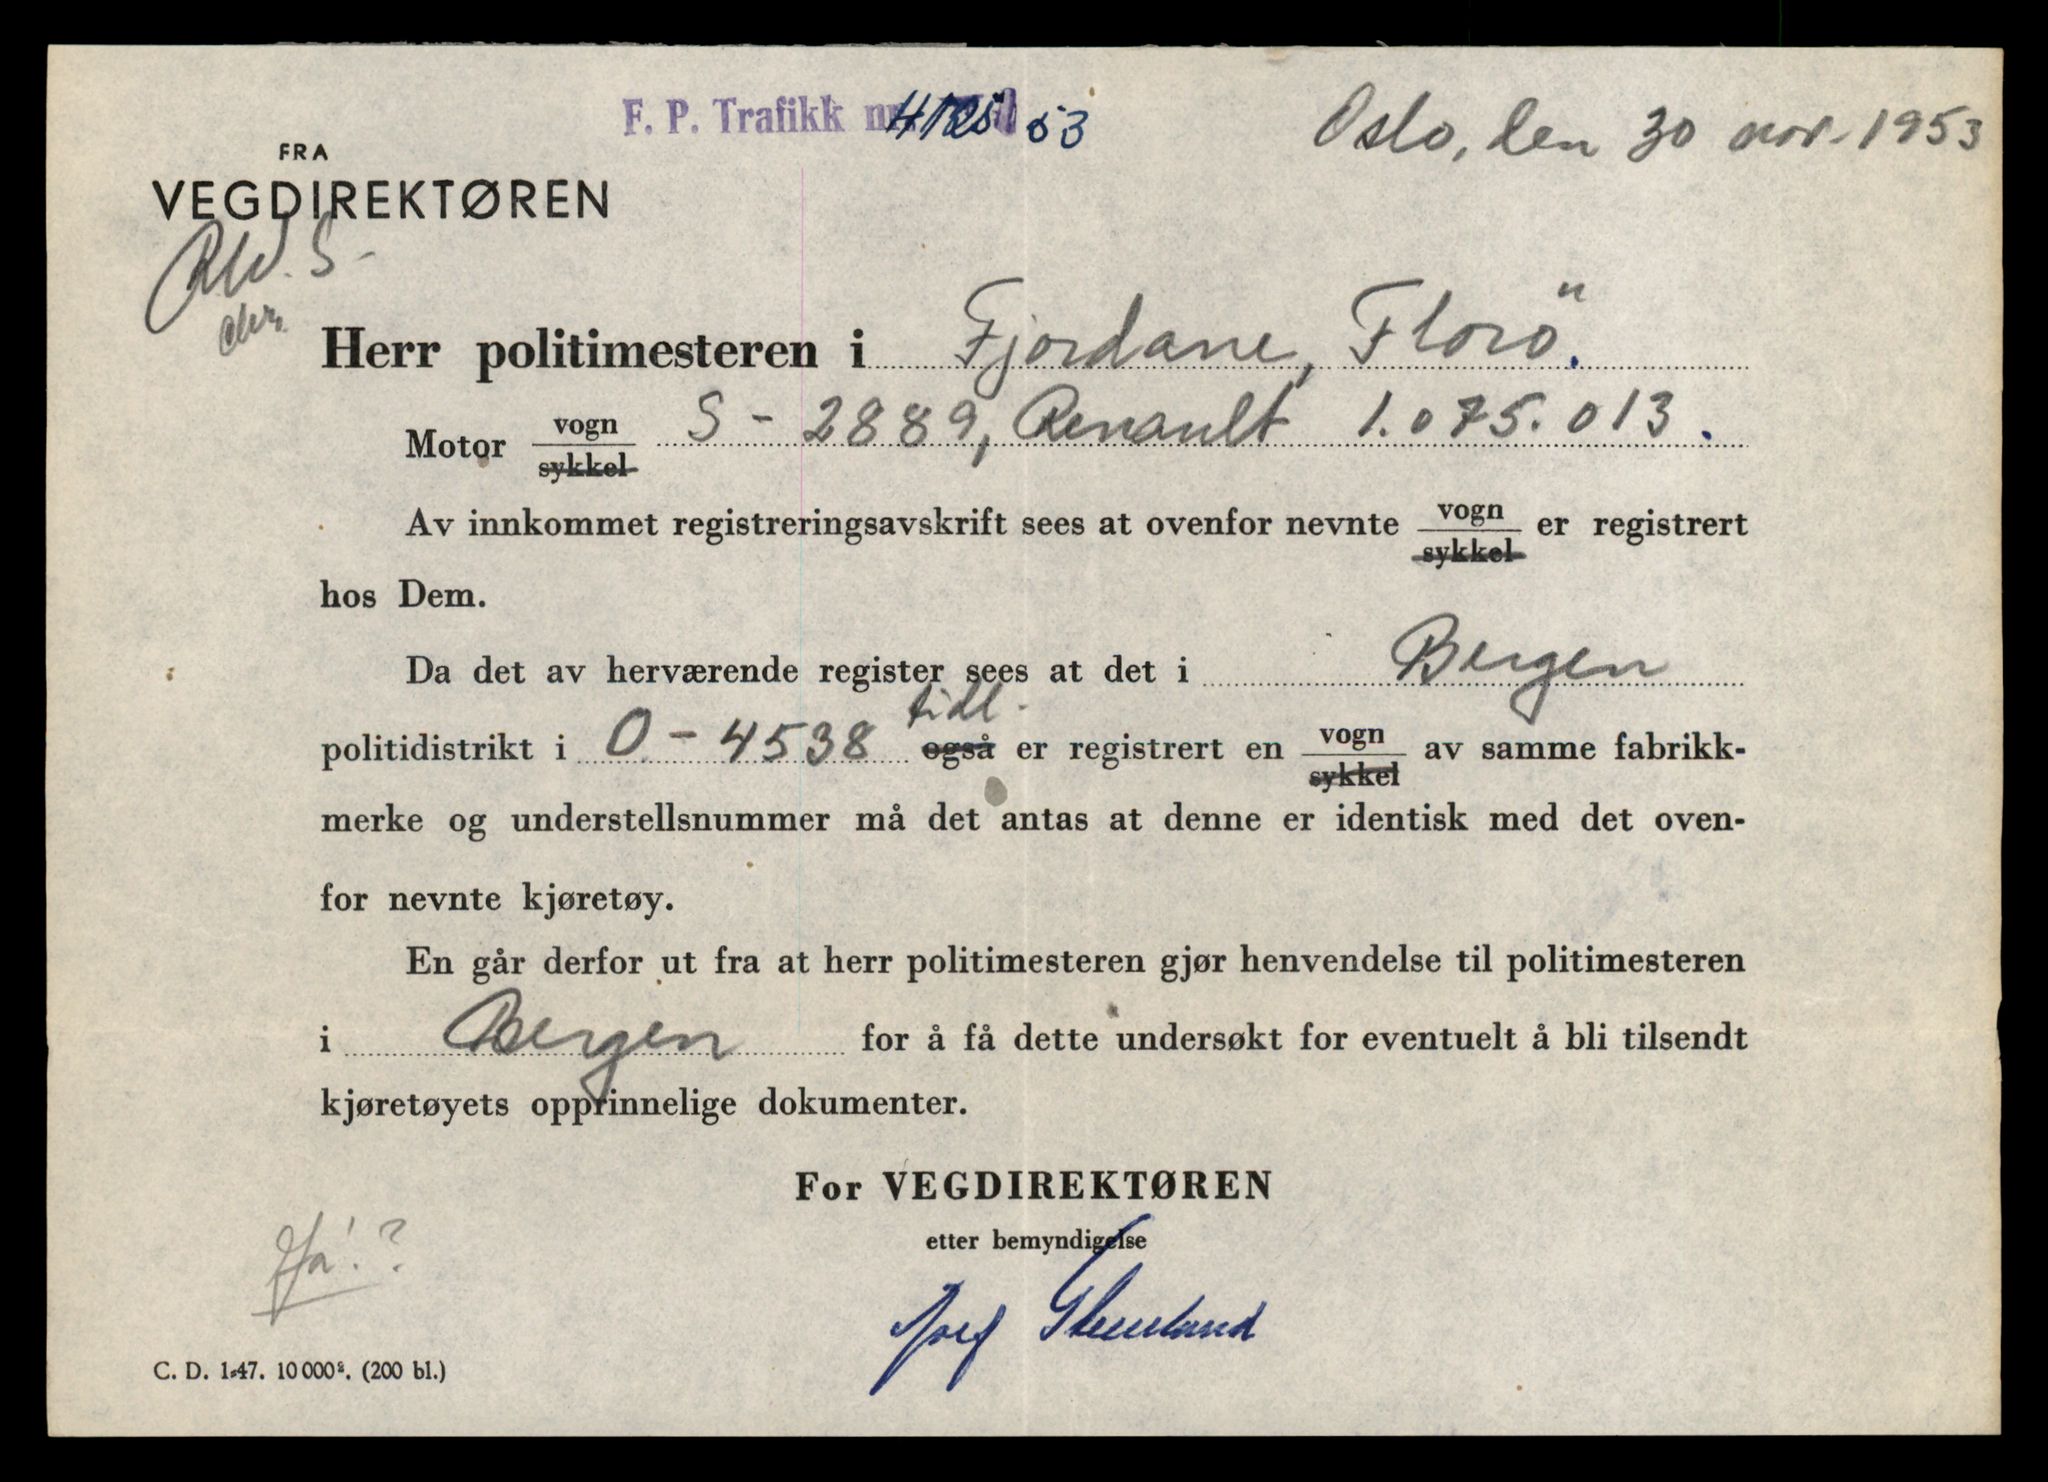 F. P. Trafikk nr. 53
Oslo, den 30 nov. 1953
FRA
VEGDIREKTØREN
Herr politimesteren i Fjordane, Florö.
Motor vogn S - 2889, Renault 1.075.013.
sykkel
Av innkommet registreringsavskrift sees at ovenfor nevnte vogn er registrert
sykkel
hos Dem.
Da det av herværende register sees at det i Bergen
tidl.
politidistrikt i O - 4538 også er registrert en vogn av samme fabrikk-
sykkel
merke og understellsnummer må det antas at denne er identisk med det oven-
for nevnte kjøretøy.
En går derfor ut fra at herr politimesteren gjør henvendelse til politimesteren
i Bergen for å få dette undersøkt for eventuelt å bli tilsendt
kjøretøyets opprinnelige dokumenter.
For VEGDIREKTØREN
etter bemyndigelse
C. D. 1-47. 10 000². (200 bl.)